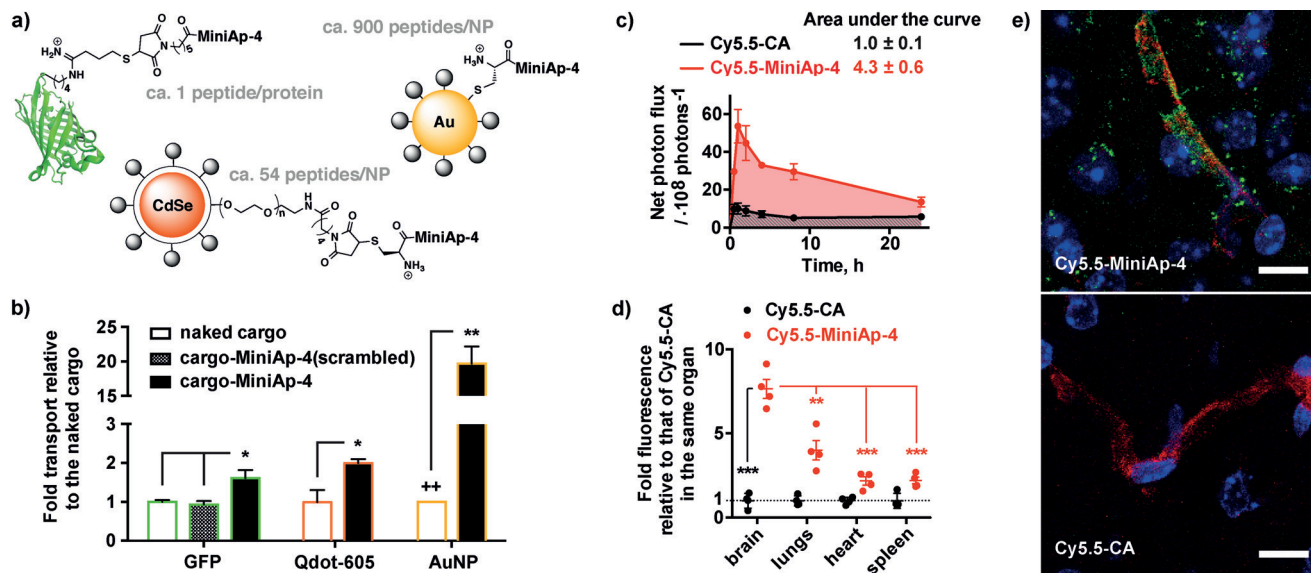 a)
MiniAp-4
ca. 900 peptides/NP
ca. 1 peptide/protein
MiniAp-4
Au
ca. 54 peptides/NP
CdSe
MiniAp-4
b)
naked cargo
cargo-MiniAp-4(scrambled)
cargo-MiniAp-4
Fold transport relative
to the naked cargo
25
20
15
10
4
3
2
1
0
*
*
++
**
GFP
Qdot-605
AuNP
c)
Area under the curve
Cy5.5-CA 1.0 ± 0.1
Cy5.5-MiniAp-4 4.3 ± 0.6
Net photon flux
/ ·10⁸ photons⁻¹
60
40
20
0
0 10 20
Time, h
d)
Cy5.5-CA
Cy5.5-MiniAp-4
Fold fluorescence
relative to that of Cy5.5-CA
in the same organ
10
5
1
0
***
**
***
***
brain
lungs
heart
spleen
e)
Cy5.5-MiniAp-4
Cy5.5-CA